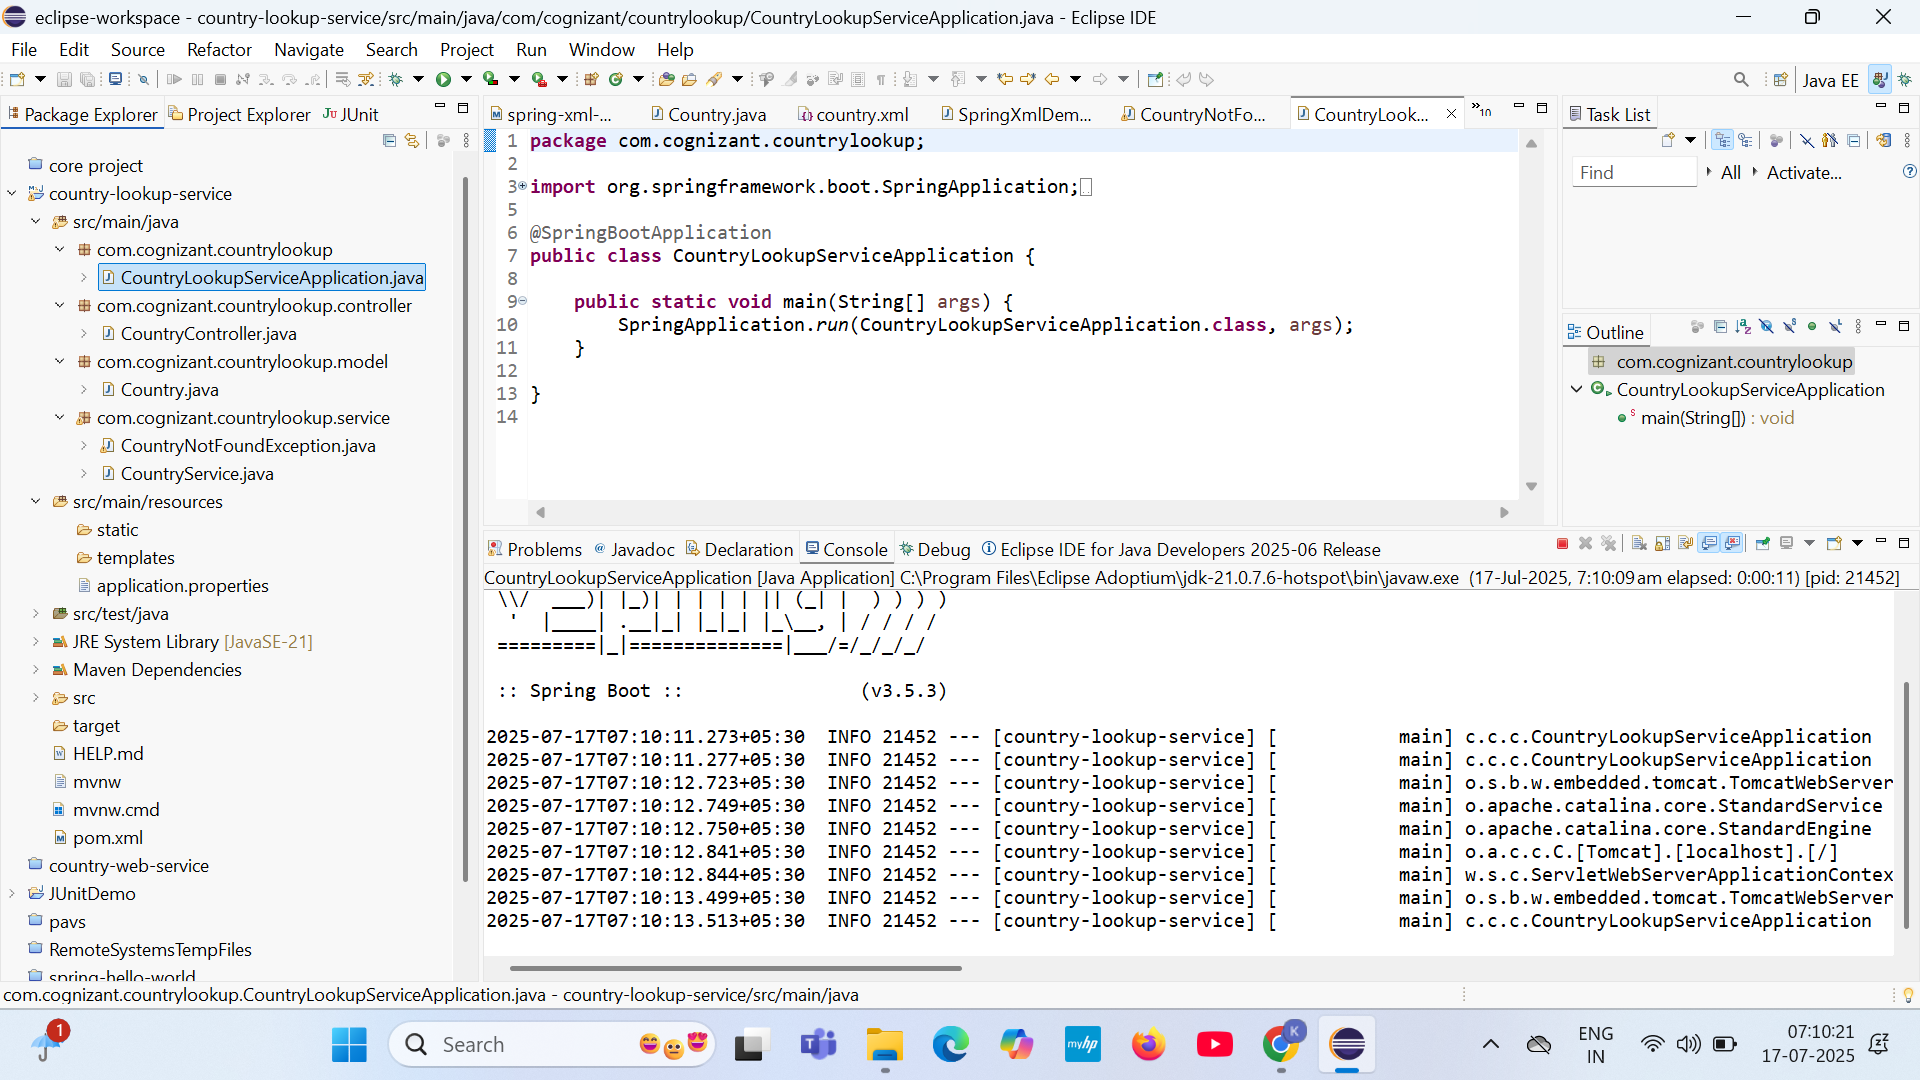 eclipse-workspace - country-lookup-service/src/main/java/com/cognizant/countrylookup/CountryLookupServiceApplication.java - Eclipse IDE
File Edit Source Refactor Navigate Search Project Run Window Help
Java EE
Package Explorer Project Explorer JUnit
core project
country-lookup-service
src/main/java
com.cognizant.countrylookup
CountryLookupServiceApplication.java
com.cognizant.countrylookup.controller
CountryController.java
com.cognizant.countrylookup.model
Country.java
com.cognizant.countrylookup.service
CountryNotFoundException.java
CountryService.java
src/main/resources
static
templates
application.properties
src/test/java
JRE System Library [JavaSE-21]
Maven Dependencies
src
target
HELP.md
mvnw
mvnw.cmd
pom.xml
country-web-service
JUnitDemo
pavs
RemoteSystemsTempFiles
spring-hello-world
spring-xml-... Country.java country.xml SpringXmlDem... CountryNotFo... CountryLook... »10
1 package com.cognizant.countrylookup;
2
3 import org.springframework.boot.SpringApplication;
5
6 @SpringBootApplication
7 public class CountryLookupServiceApplication {
8
9 public static void main(String[] args) {
10 SpringApplication.run(CountryLookupServiceApplication.class, args);
11 }
12
13 }
14
Task List
Find All Activate...
Outline
com.cognizant.countrylookup
CountryLookupServiceApplication
main(String[]) : void
Problems Javadoc Declaration Console Debug Eclipse IDE for Java Developers 2025-06 Release
CountryLookupServiceApplication [Java Application] C:\Program Files\Eclipse Adoptium\jdk-21.0.7.6-hotspot\bin\javaw.exe (17-Jul-2025, 7:10:09 am elapsed: 0:00:11) [pid: 21452]
 \\/  ___)| |_)| | | | | || (_| |  ) ) ) )
  '  |____| .__|_| |_|_| |_\__, | / / / /
 =========|_|==============|___/=/_/_/_/
:: Spring Boot :: (v3.5.3)
2025-07-17T07:10:11.273+05:30 INFO 21452 --- [country-lookup-service] [ main] c.c.c.CountryLookupServiceApplication
2025-07-17T07:10:11.277+05:30 INFO 21452 --- [country-lookup-service] [ main] c.c.c.CountryLookupServiceApplication
2025-07-17T07:10:12.723+05:30 INFO 21452 --- [country-lookup-service] [ main] o.s.b.w.embedded.tomcat.TomcatWebServer
2025-07-17T07:10:12.749+05:30 INFO 21452 --- [country-lookup-service] [ main] o.apache.catalina.core.StandardService
2025-07-17T07:10:12.750+05:30 INFO 21452 --- [country-lookup-service] [ main] o.apache.catalina.core.StandardEngine
2025-07-17T07:10:12.841+05:30 INFO 21452 --- [country-lookup-service] [ main] o.a.c.c.C.[Tomcat].[localhost].[/]
2025-07-17T07:10:12.844+05:30 INFO 21452 --- [country-lookup-service] [ main] w.s.c.ServletWebServerApplicationContex
2025-07-17T07:10:13.499+05:30 INFO 21452 --- [country-lookup-service] [ main] o.s.b.w.embedded.tomcat.TomcatWebServer
2025-07-17T07:10:13.513+05:30 INFO 21452 --- [country-lookup-service] [ main] c.c.c.CountryLookupServiceApplication
com.cognizant.countrylookup.CountryLookupServiceApplication.java - country-lookup-service/src/main/java
1
Search
myhp
K
ENG
IN
07:10:21
17-07-2025